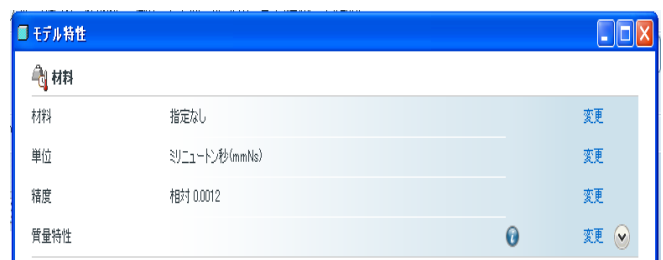 モデル特性
材料
材料 指定なし 変更
単位 ミリニュートン秒(mmNs) 変更
精度 相対 0.0012 変更
質量特性 変更